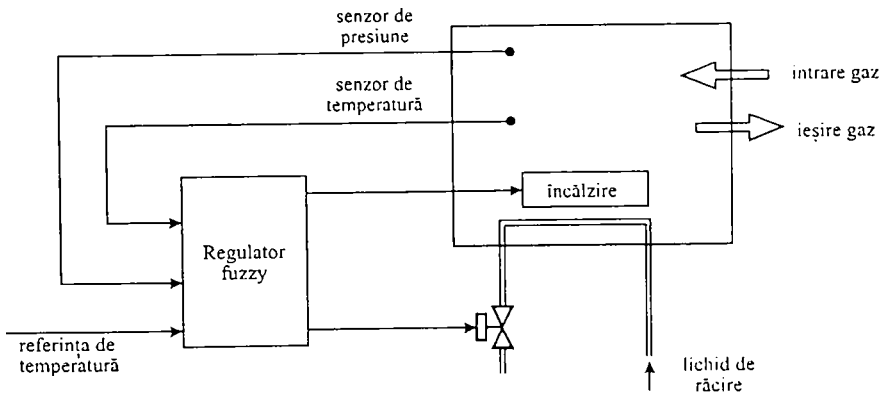 senzor de
presiune
senzor de
temperatură
intrare gaz
ieșire gaz
încălzire
Regulator
fuzzy
referința de
temperatură
lichid de
răcire